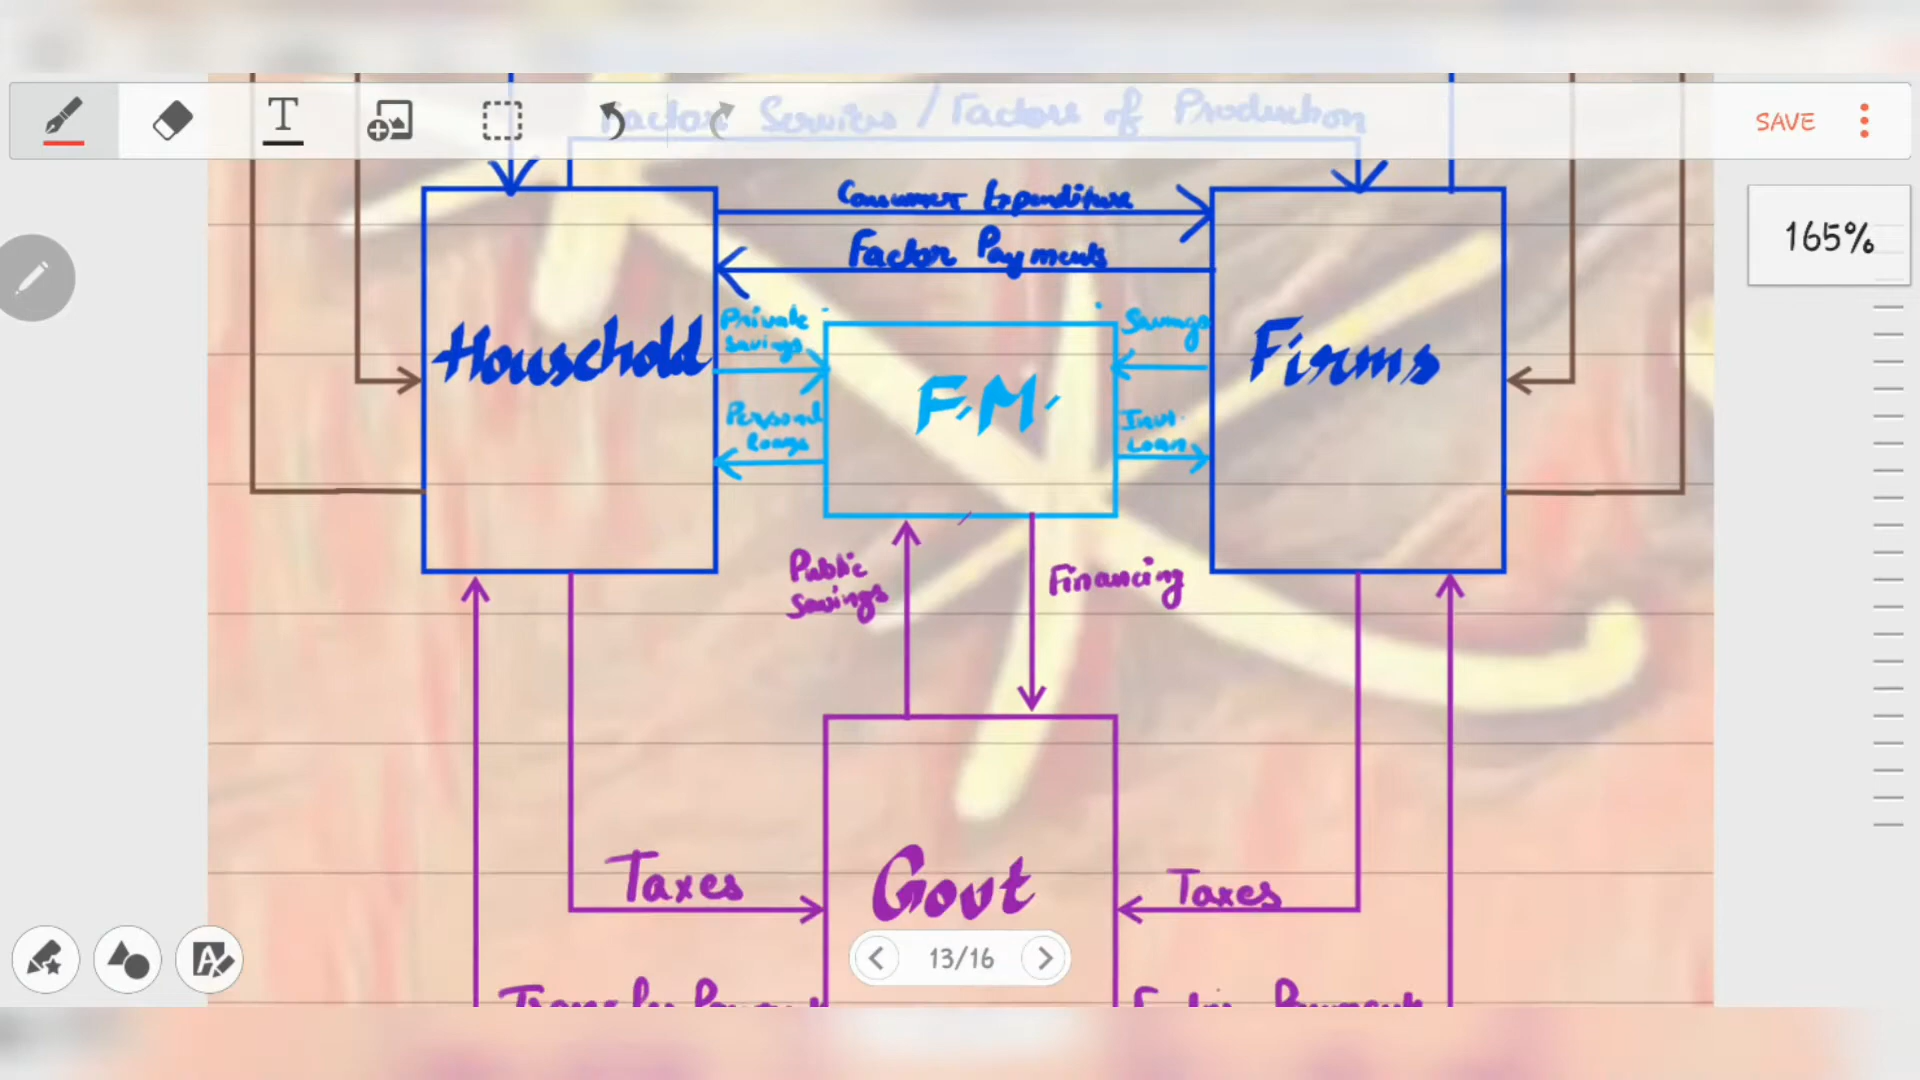 Factor Services / Factors of Production
T
SAVE
165%
Consumer Expenditure
Factor Payments
Private
Savings
Savings
Household
Firms
F.M.
Personal
Loans
Invt.
Loan
Public
Savings
Financing
Taxes
Govt
Taxes
13/16
A